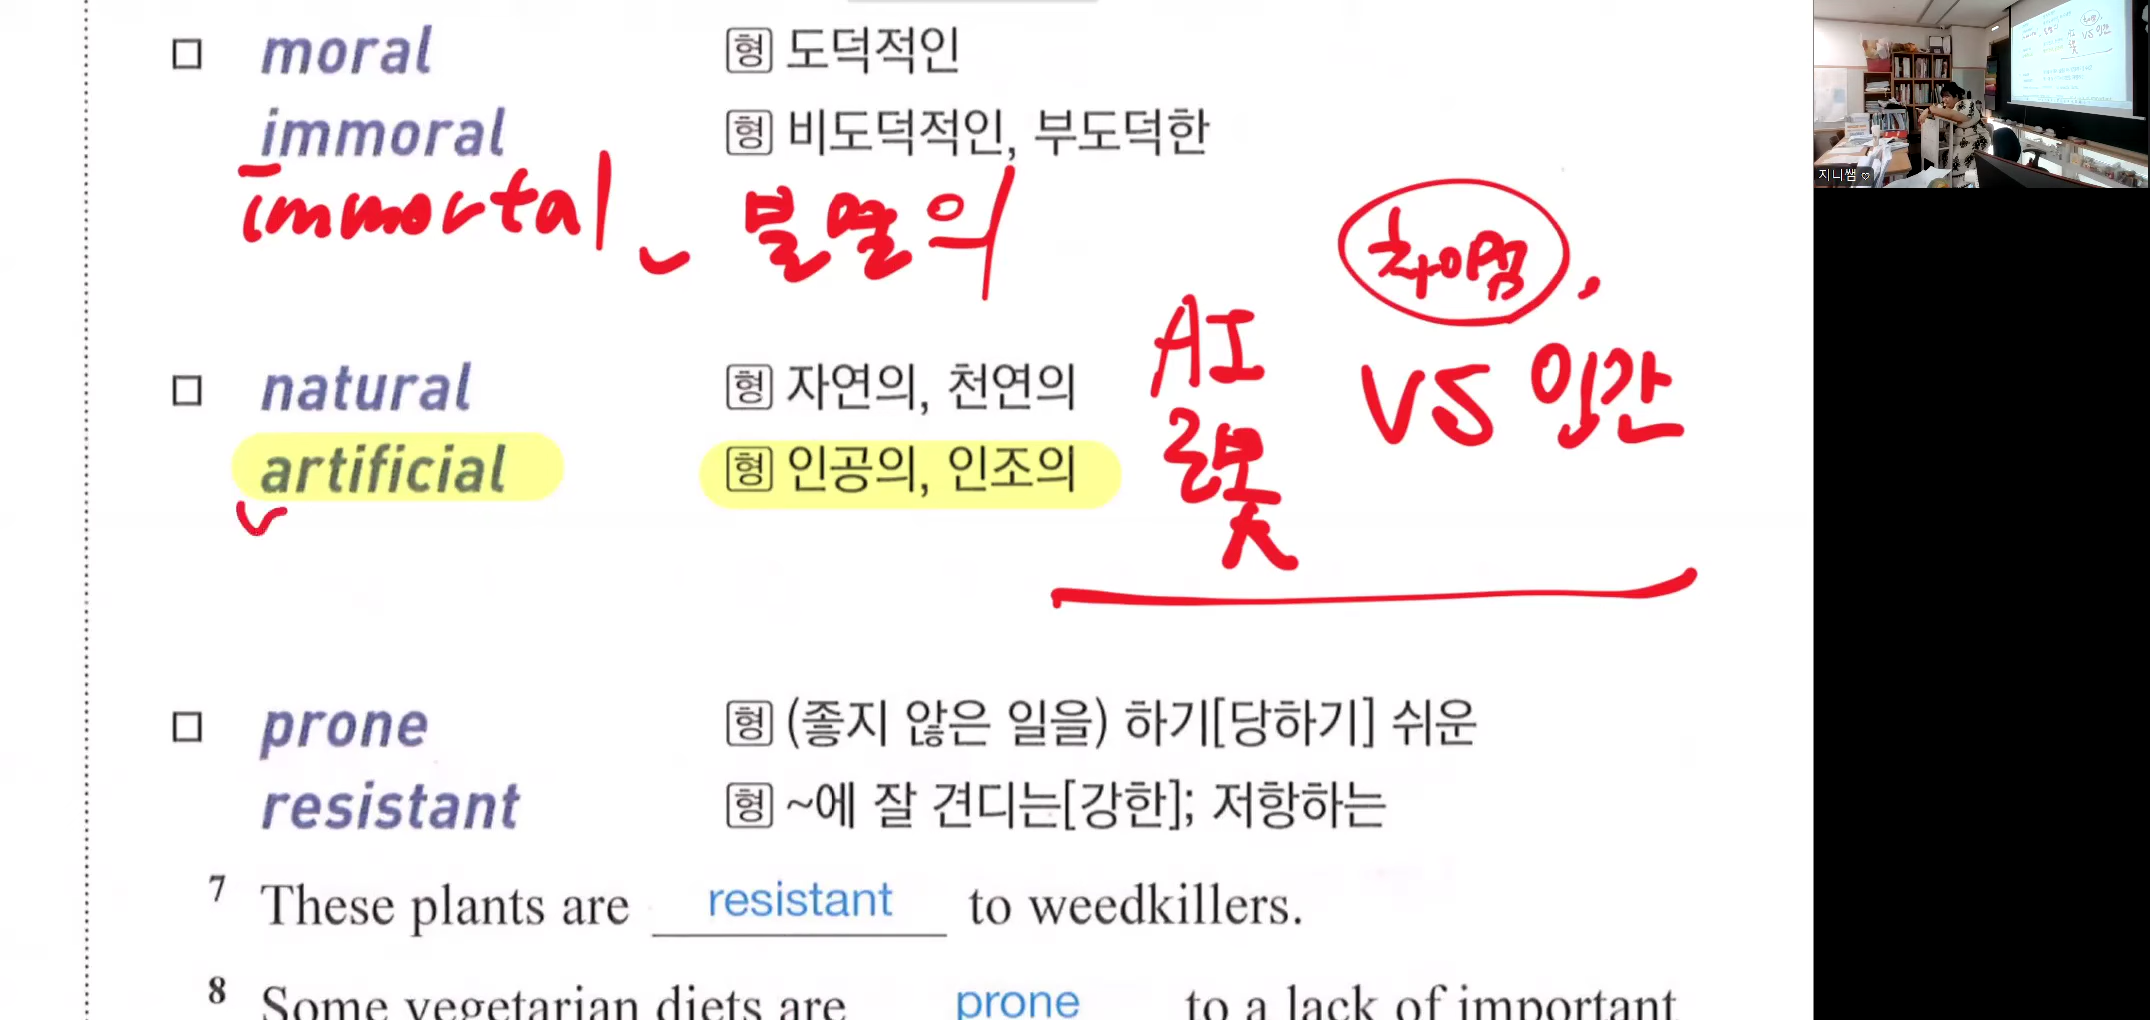 □ moral 형 도덕적인
immoral 형 비도덕적인, 부도덕한
immortal 불멸의
차이점,
AI VS 인간
로봇
□ natural 형 자연의, 천연의
artificial 형 인공의, 인조의
□ prone 형 (좋지 않은 일을) 하기[당하기] 쉬운
resistant 형 ~에 잘 견디는[강한]; 저항하는
7 These plants are resistant to weedkillers.
8 Some vegetarian diets are prone to a lack of important
지니쌤 ♡